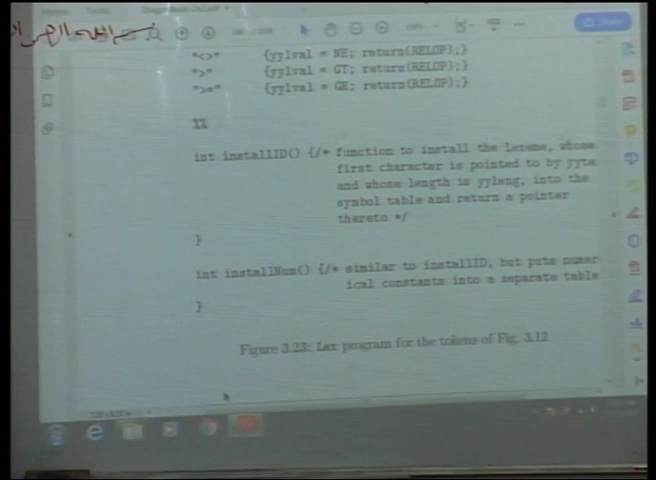 Share
"<>" {yylval = NE; return(RELOP);}
">" {yylval = GT; return(RELOP);}
">=" {yylval = GE; return(RELOP);}
%%
int installID() {/* function to install the lexeme, whose
first character is pointed to by yyte
and whose length is yyleng, into the
symbol table and return a pointer
thereto */
}
int installNum() {/* similar to installID, but puts numer
ical constants into a separate table
}
Figure 3.23: Lex program for the tokens of Fig. 3.12